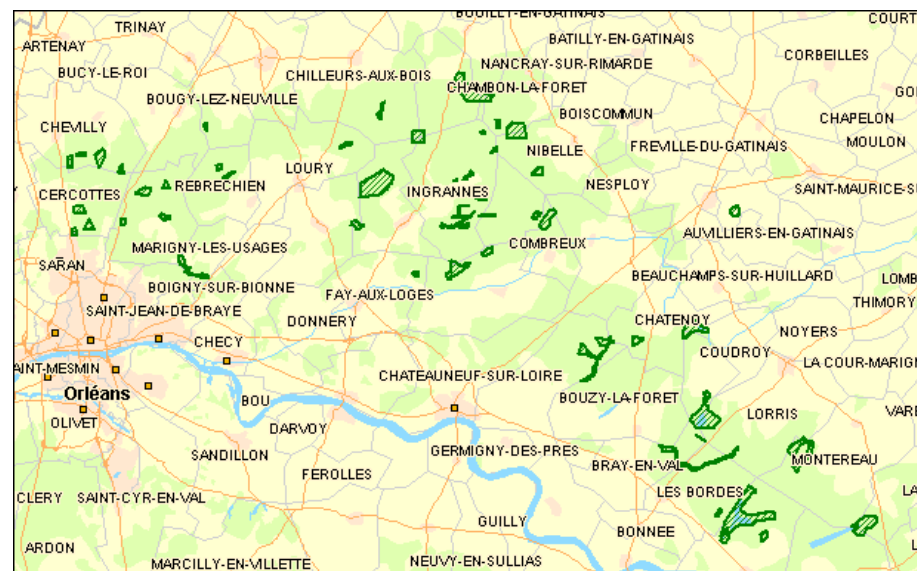 BOUILLY-EN-GATINAIS
COURT
TRINAY
ARTENAY
BATILLY-EN-GATINAIS
CORBEILLES
BUCY-LE-ROI
CHILLEURS-AUX-BOIS
NANCRAY-SUR-RIMARDE
CHAMBON-LA-FORET
BOUGY-LEZ-NEUVILLE
BOISCOMMUN
CHAPELON
CHEVILLY
MOULON
NIBELLE
FREVILLE-DU-GATINAIS
LOURY
CERCOTTES
REBRECHIEN
INGRANNES
NESPLOY
SAINT-MAURICE-S
AUVILLIERS-EN-GATINAIS
MARIGNY-LES-USAGES
COMBREUX
SARAN
BEAUCHAMPS-SUR-HUILLARD
LOMB
BOIGNY-SUR-BIONNE
FAY-AUX-LOGES
THIMORY
SAINT-JEAN-DE-BRAYE
DONNERY
CHATENOY
NOYERS
CHECY
COUDROY
AINT-MESMIN
CHATEAUNEUF-SUR-LOIRE
LA COUR-MARIGN
Orléans
BOU
BOUZY-LA-FORET
LORRIS
VARE
OLIVET
DARVOY
SANDILLON
GERMIGNY-DES-PRES
MONTEREAU
FEROLLES
BRAY-EN-VAL
CLERY
SAINT-CYR-EN-VAL
LES BORDES
LA
GUILLY
BONNEE
ARDON
MARCILLY-EN-VILLETTE
NEUVY-EN-SULLIAS